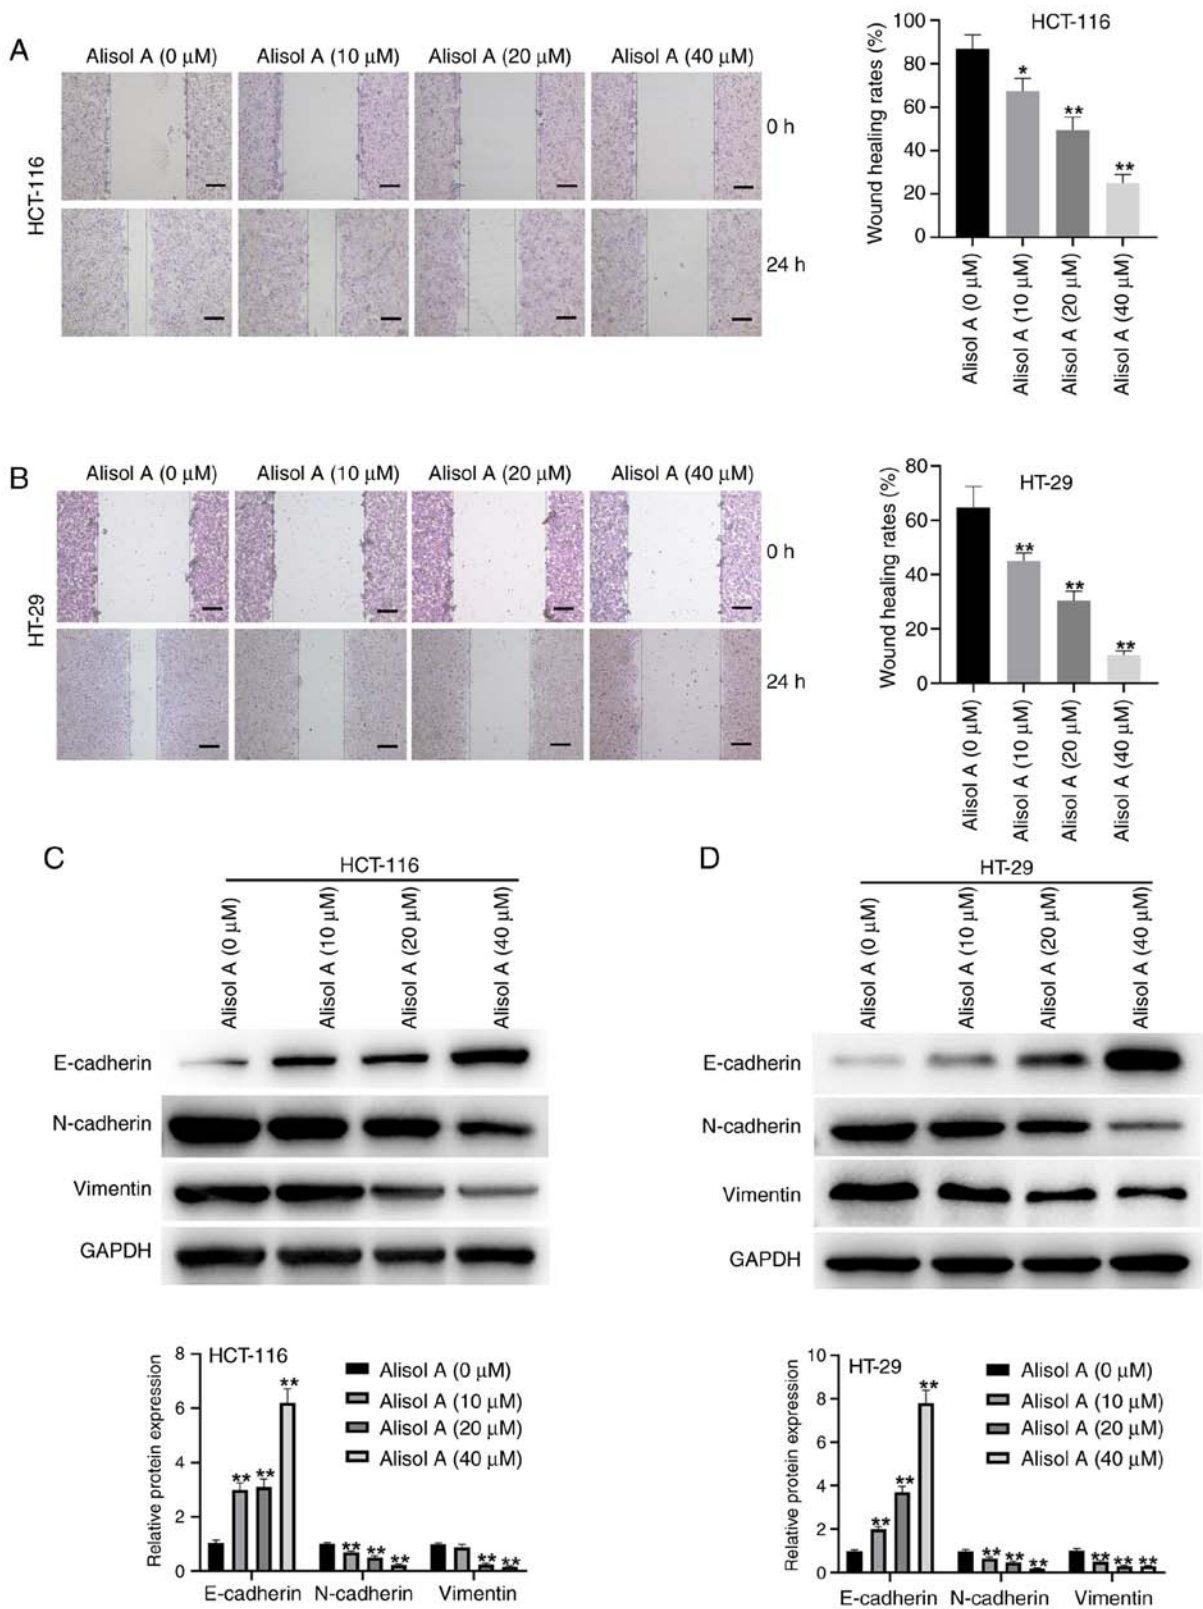 A
Alisol A (0 μM)
Alisol A (10 μM)
Alisol A (20 μM)
Alisol A (40 μM)
HCT-116
0 h
24 h
HCT-116
Wound healing rates (%)
100
80
60
40
20
0
*
**
**
Alisol A (0 μM)
Alisol A (10 μM)
Alisol A (20 μM)
Alisol A (40 μM)
B
Alisol A (0 μM)
Alisol A (10 μM)
Alisol A (20 μM)
Alisol A (40 μM)
HT-29
0 h
24 h
HT-29
Wound healing rates (%)
80
60
40
20
0
**
**
**
Alisol A (0 μM)
Alisol A (10 μM)
Alisol A (20 μM)
Alisol A (40 μM)
C
HCT-116
Alisol A (0 μM)
Alisol A (10 μM)
Alisol A (20 μM)
Alisol A (40 μM)
E-cadherin
N-cadherin
Vimentin
GAPDH
HCT-116
Relative protein expression
8
6
4
2
0
** ** **
** ** **
** **
Alisol A (0 μM)
Alisol A (10 μM)
Alisol A (20 μM)
Alisol A (40 μM)
E-cadherin
N-cadherin
Vimentin
D
HT-29
Alisol A (0 μM)
Alisol A (10 μM)
Alisol A (20 μM)
Alisol A (40 μM)
E-cadherin
N-cadherin
Vimentin
GAPDH
HT-29
Relative protein expression
10
8
6
4
2
0
** ** **
** ** **
** ** **
Alisol A (0 μM)
Alisol A (10 μM)
Alisol A (20 μM)
Alisol A (40 μM)
E-cadherin
N-cadherin
Vimentin